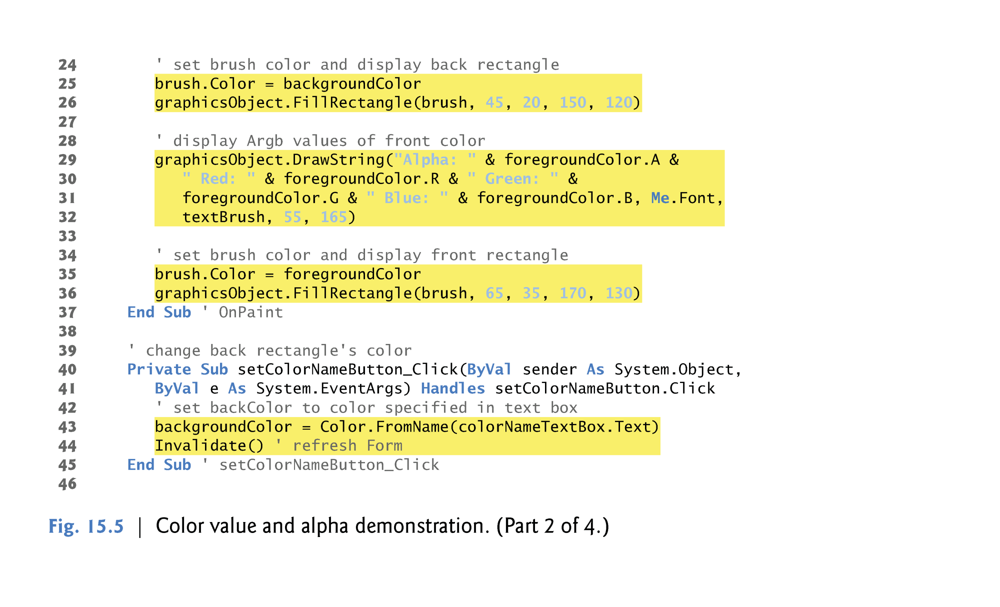 24         ' set brush color and display back rectangle
25         brush.Color = backgroundColor
26         graphicsObject.FillRectangle(brush, 45, 20, 150, 120)
27
28         ' display Argb values of front color
29         graphicsObject.DrawString("Alpha: " & foregroundColor.A &
30            " Red: " & foregroundColor.R & " Green: " &
31            foregroundColor.G & " Blue: " & foregroundColor.B, Me.Font,
32            textBrush, 55, 165)
33
34         ' set brush color and display front rectangle
35         brush.Color = foregroundColor
36         graphicsObject.FillRectangle(brush, 65, 35, 170, 130)
37      End Sub ' OnPaint
38
39      ' change back rectangle's color
40      Private Sub setColorNameButton_Click(ByVal sender As System.Object,
41         ByVal e As System.EventArgs) Handles setColorNameButton.Click
42         ' set backColor to color specified in text box
43         backgroundColor = Color.FromName(colorNameTextBox.Text)
44         Invalidate() ' refresh Form
45      End Sub ' setColorNameButton_Click
46
Fig. 15.5 | Color value and alpha demonstration. (Part 2 of 4.)